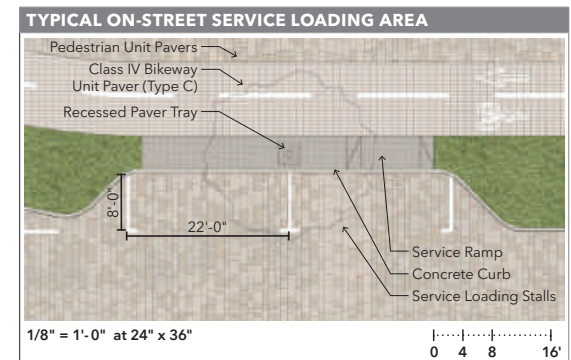 TYPICAL ON-STREET SERVICE LOADING AREA
Pedestrian Unit Pavers
Class IV Bikeway
Unit Paver (Type C)
Recessed Paver Tray
8'-0"
22'-0"
Service Ramp
Concrete Curb
Service Loading Stalls
1/8" = 1'-0" at 24" x 36"
0 4 8 16'